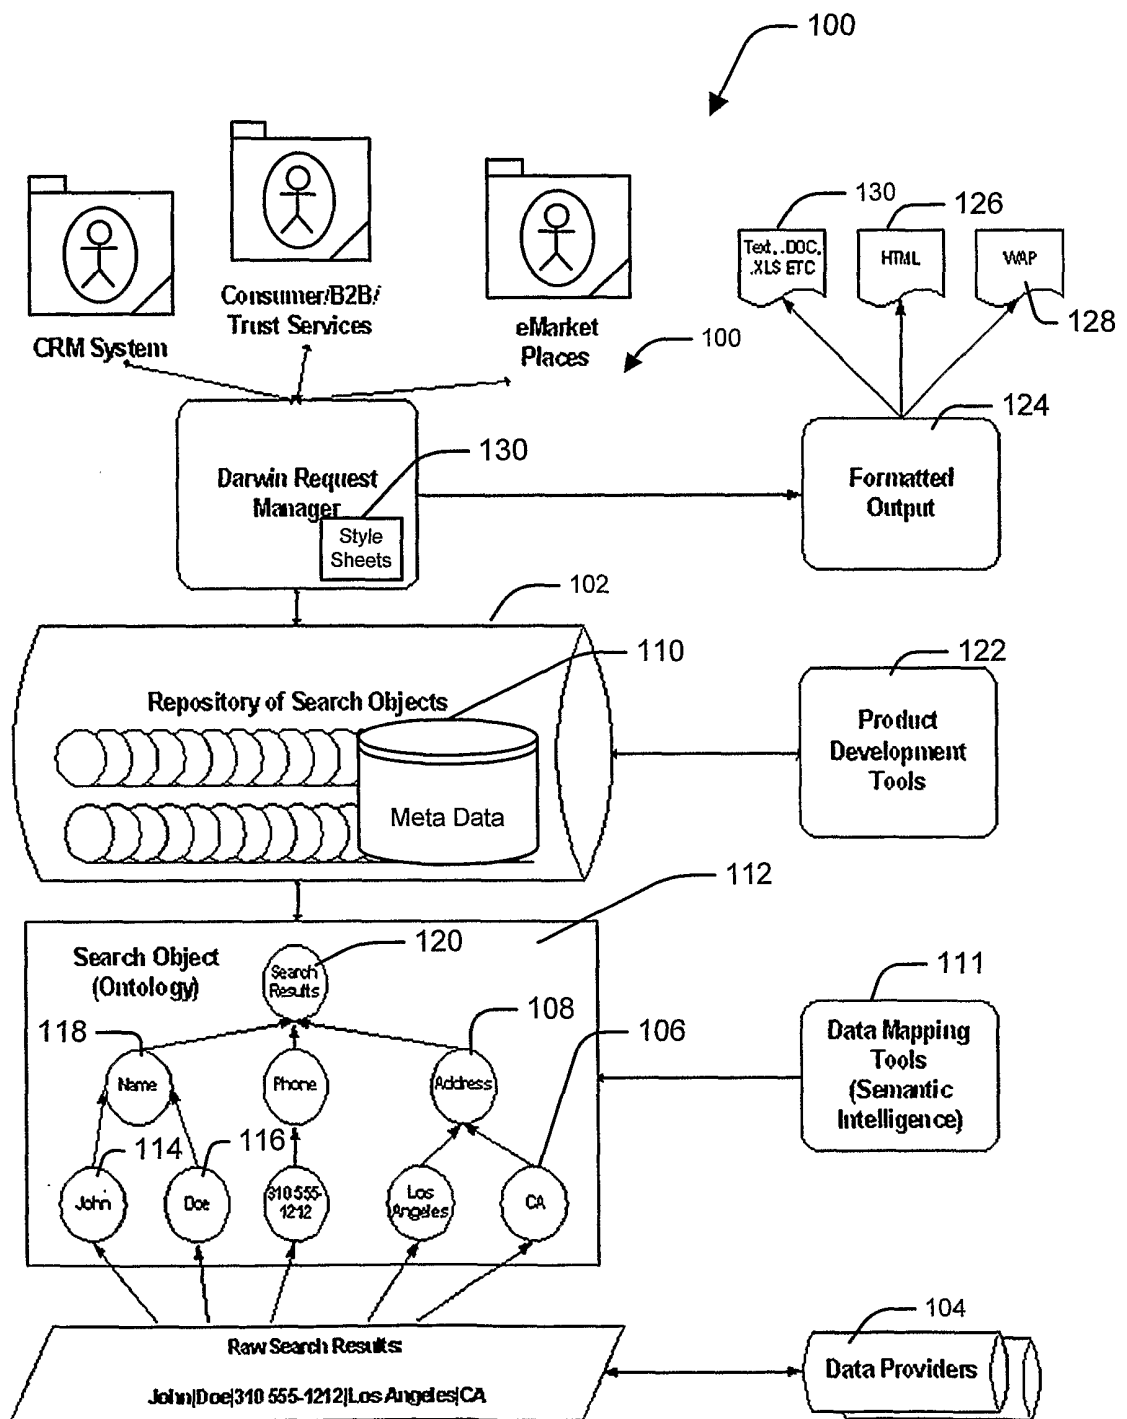 100
130
126
Text, .DOC,
.XLS ETC
HTML
WAP
128
CRM System
Consumer/B2B/
Trust Services
eMarket
Places
100
124
130
Darwin Request
Manager
Style
Sheets
Formatted
Output
102
110
122
Repository of Search Objects
Meta Data
Product
Development
Tools
112
Search Object
(Ontology)
120
Search
Results
111
118
108
106
Name
Phone
Address
Data Mapping
Tools
(Semantic
Intelligence)
114
116
John
Doe
310 555-
1212
Los
Angeles
CA
104
Raw Search Results:
John|Doe|310 555-1212|Los Angeles|CA
Data Providers